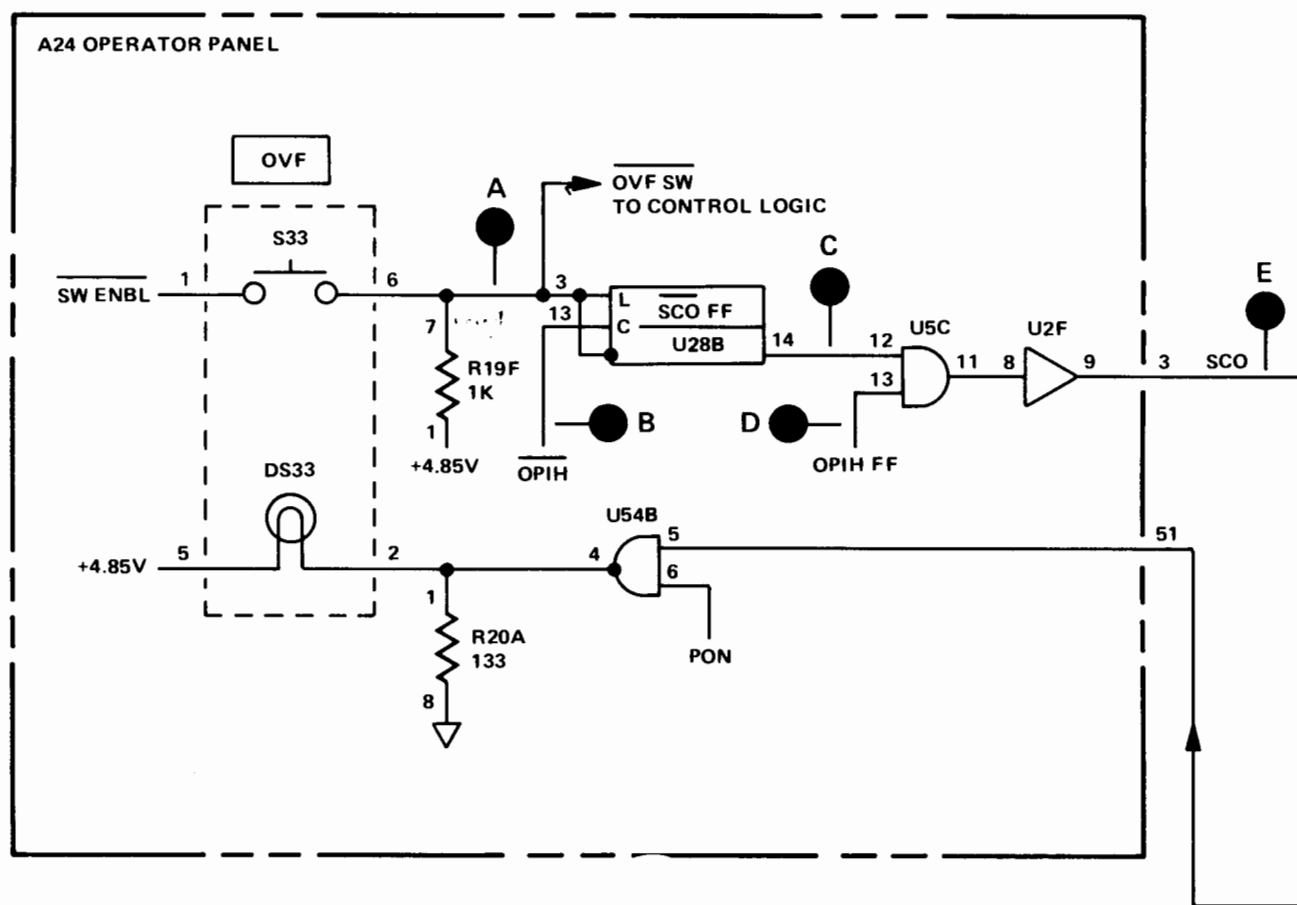 A24 OPERATOR PANEL
OVF
OVF SW
TO CONTROL LOGIC
A
S33
SW ENBL
1
6
3
L
SCO FF
13
C
U28B
14
C
12
U5C
13
11
8
U2F
9
3
SCO
E
7
R19F
1K
1
+4.85V
B
OPIH
D
OPIH FF
DS33
+4.85V
5
2
4
U54B
5
6
51
PON
1
R20A
133
8